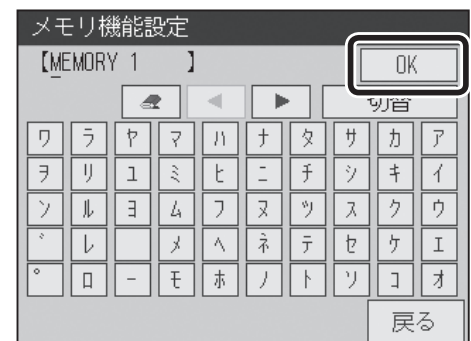 メモリ機能設定
【MEMORY 1 】
OK
切替
ワ ラ ヤ マ ハ ナ タ サ カ ア
ヲ リ ユ ミ ヒ ニ チ シ キ イ
ン ル ヨ ム フ ヌ ツ ス ク ウ
゛ レ メ ヘ ネ テ セ ケ エ
゜ ロ ー モ ホ ノ ト ソ コ オ
戻る